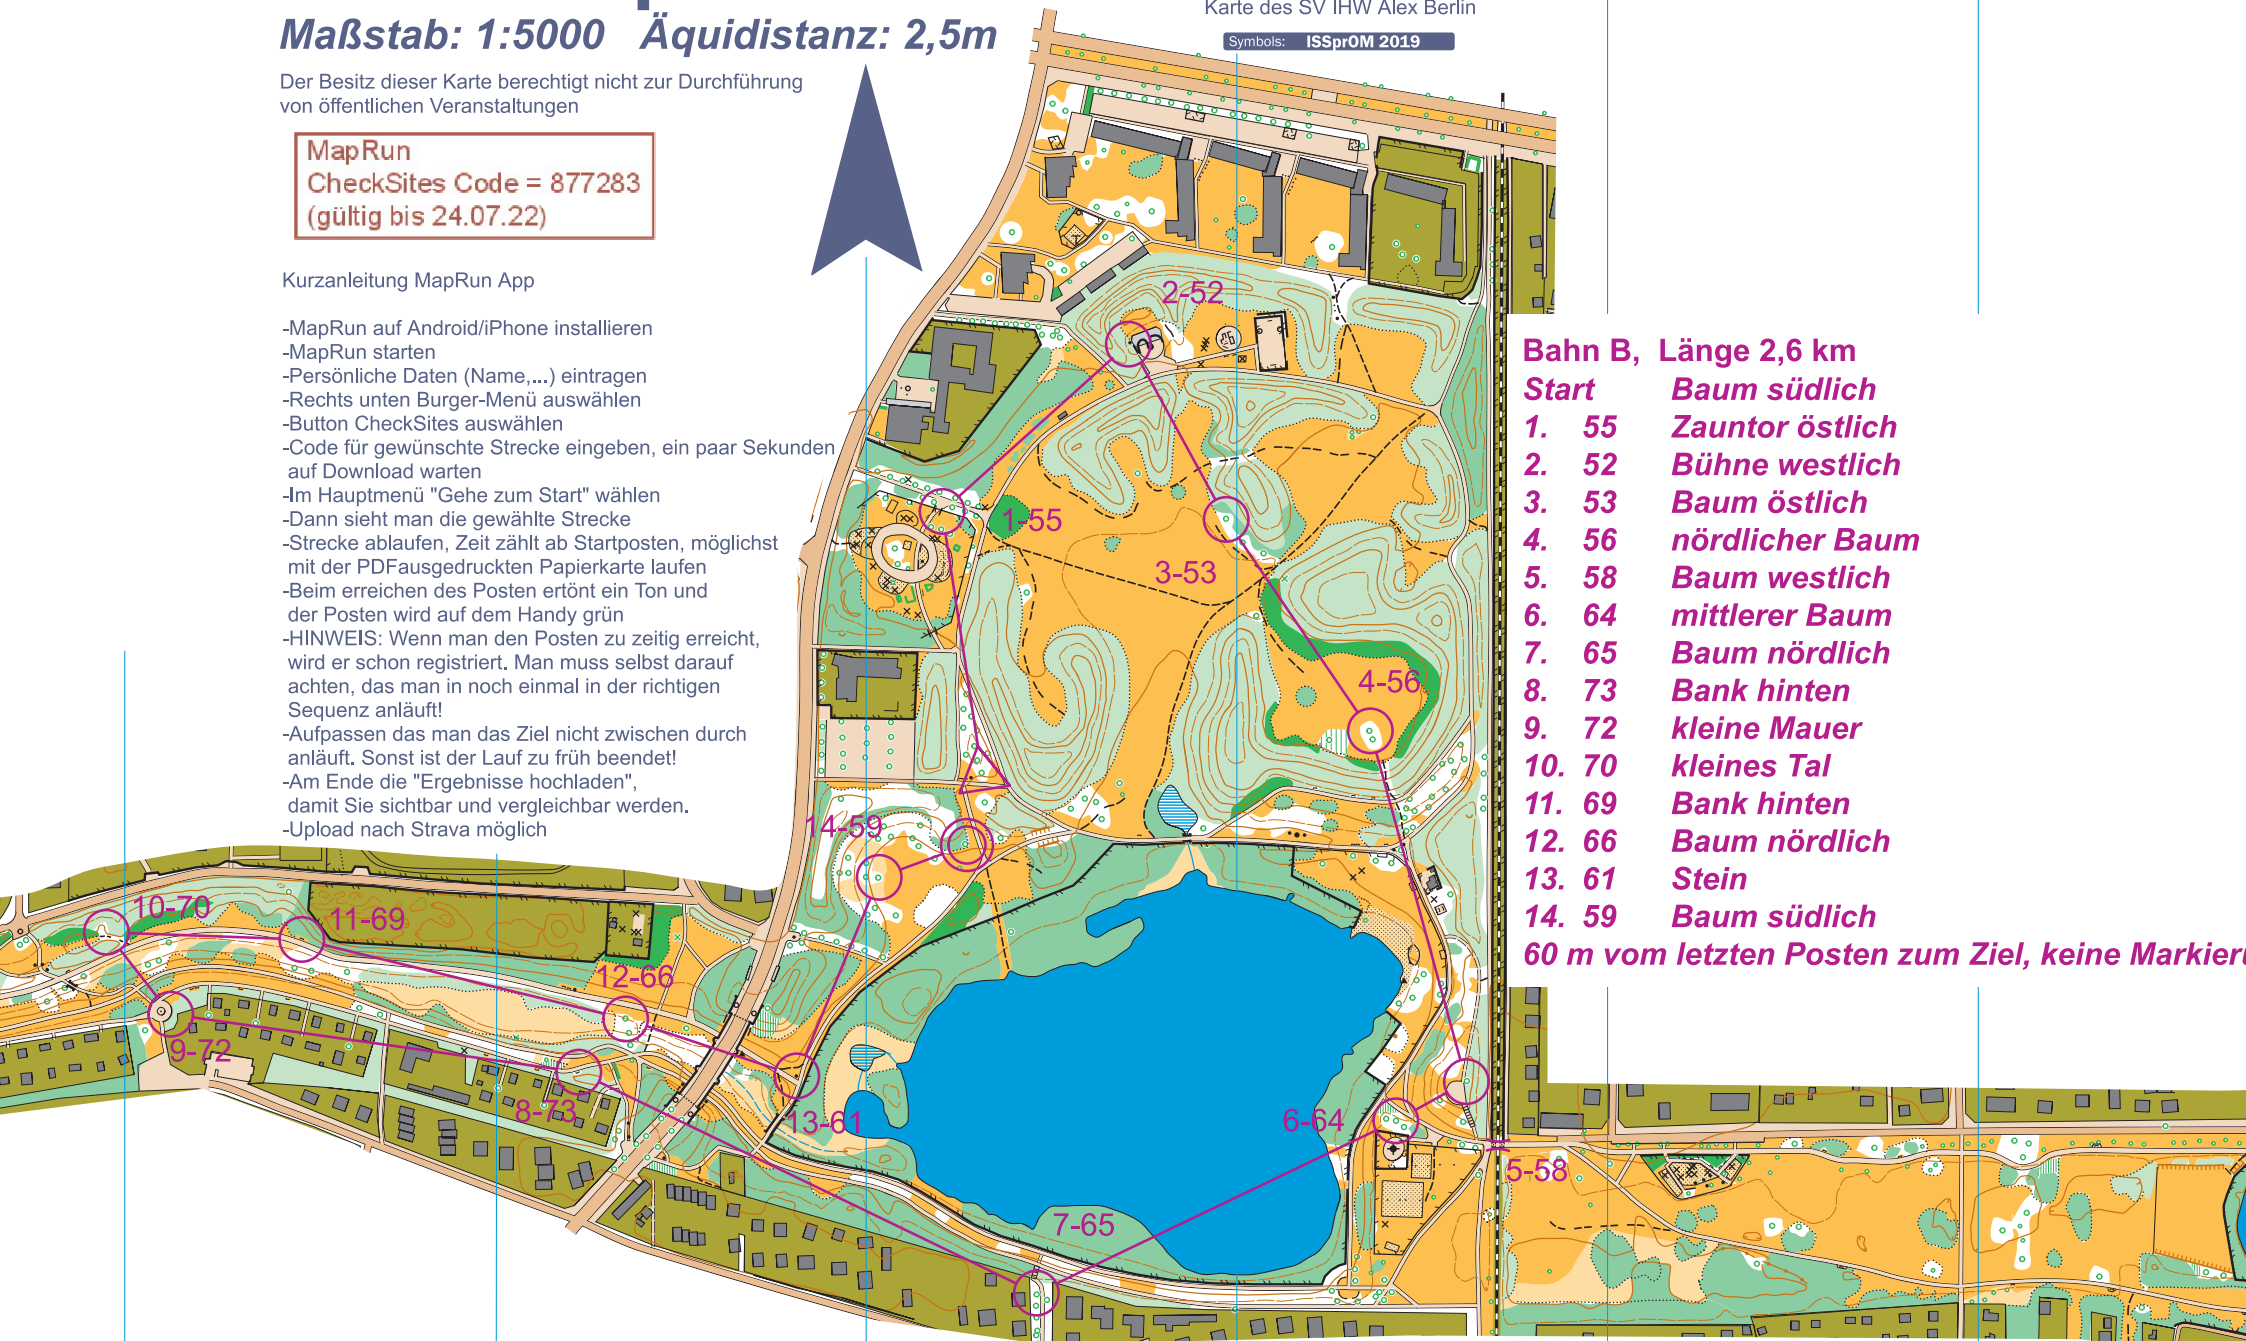 Maßstab: 1:5000 Äquidistanz: 2,5m
Karte des SV IHW Alex Berlin
Symbols: ISSprOM 2019
Der Besitz dieser Karte berechtigt nicht zur Durchführung
von öffentlichen Veranstaltungen
MapRun
CheckSites Code = 877283
(gültig bis 24.07.22)
Kurzanleitung MapRun App
-MapRun auf Android/iPhone installieren
-MapRun starten
-Persönliche Daten (Name,...) eintragen
-Rechts unten Burger-Menü auswählen
-Button CheckSites auswählen
-Code für gewünschte Strecke eingeben, ein paar Sekunden
auf Download warten
-Im Hauptmenü "Gehe zum Start" wählen
-Dann sieht man die gewählte Strecke
-Strecke ablaufen, Zeit zählt ab Startposten, möglichst
mit der PDFausgedruckten Papierkarte laufen
-Beim erreichen des Posten ertönt ein Ton und
der Posten wird auf dem Handy grün
-HINWEIS: Wenn man den Posten zu zeitig erreicht,
wird er schon registriert. Man muss selbst darauf
achten, das man in noch einmal in der richtigen
Sequenz anläuft!
-Aufpassen das man das Ziel nicht zwischen durch
anläuft. Sonst ist der Lauf zu früh beendet!
-Am Ende die "Ergebnisse hochladen",
damit Sie sichtbar und vergleichbar werden.
-Upload nach Strava möglich
2-52
1-55
3-53
4-56
14-59
10-70
11-69
12-66
9-72
8-73
13-61
6-64
5-58
7-65
Bahn B, Länge 2,6 km
Start Baum südlich
1. 55 Zauntor östlich
2. 52 Bühne westlich
3. 53 Baum östlich
4. 56 nördlicher Baum
5. 58 Baum westlich
6. 64 mittlerer Baum
7. 65 Baum nördlich
8. 73 Bank hinten
9. 72 kleine Mauer
10. 70 kleines Tal
11. 69 Bank hinten
12. 66 Baum nördlich
13. 61 Stein
14. 59 Baum südlich
60 m vom letzten Posten zum Ziel, keine